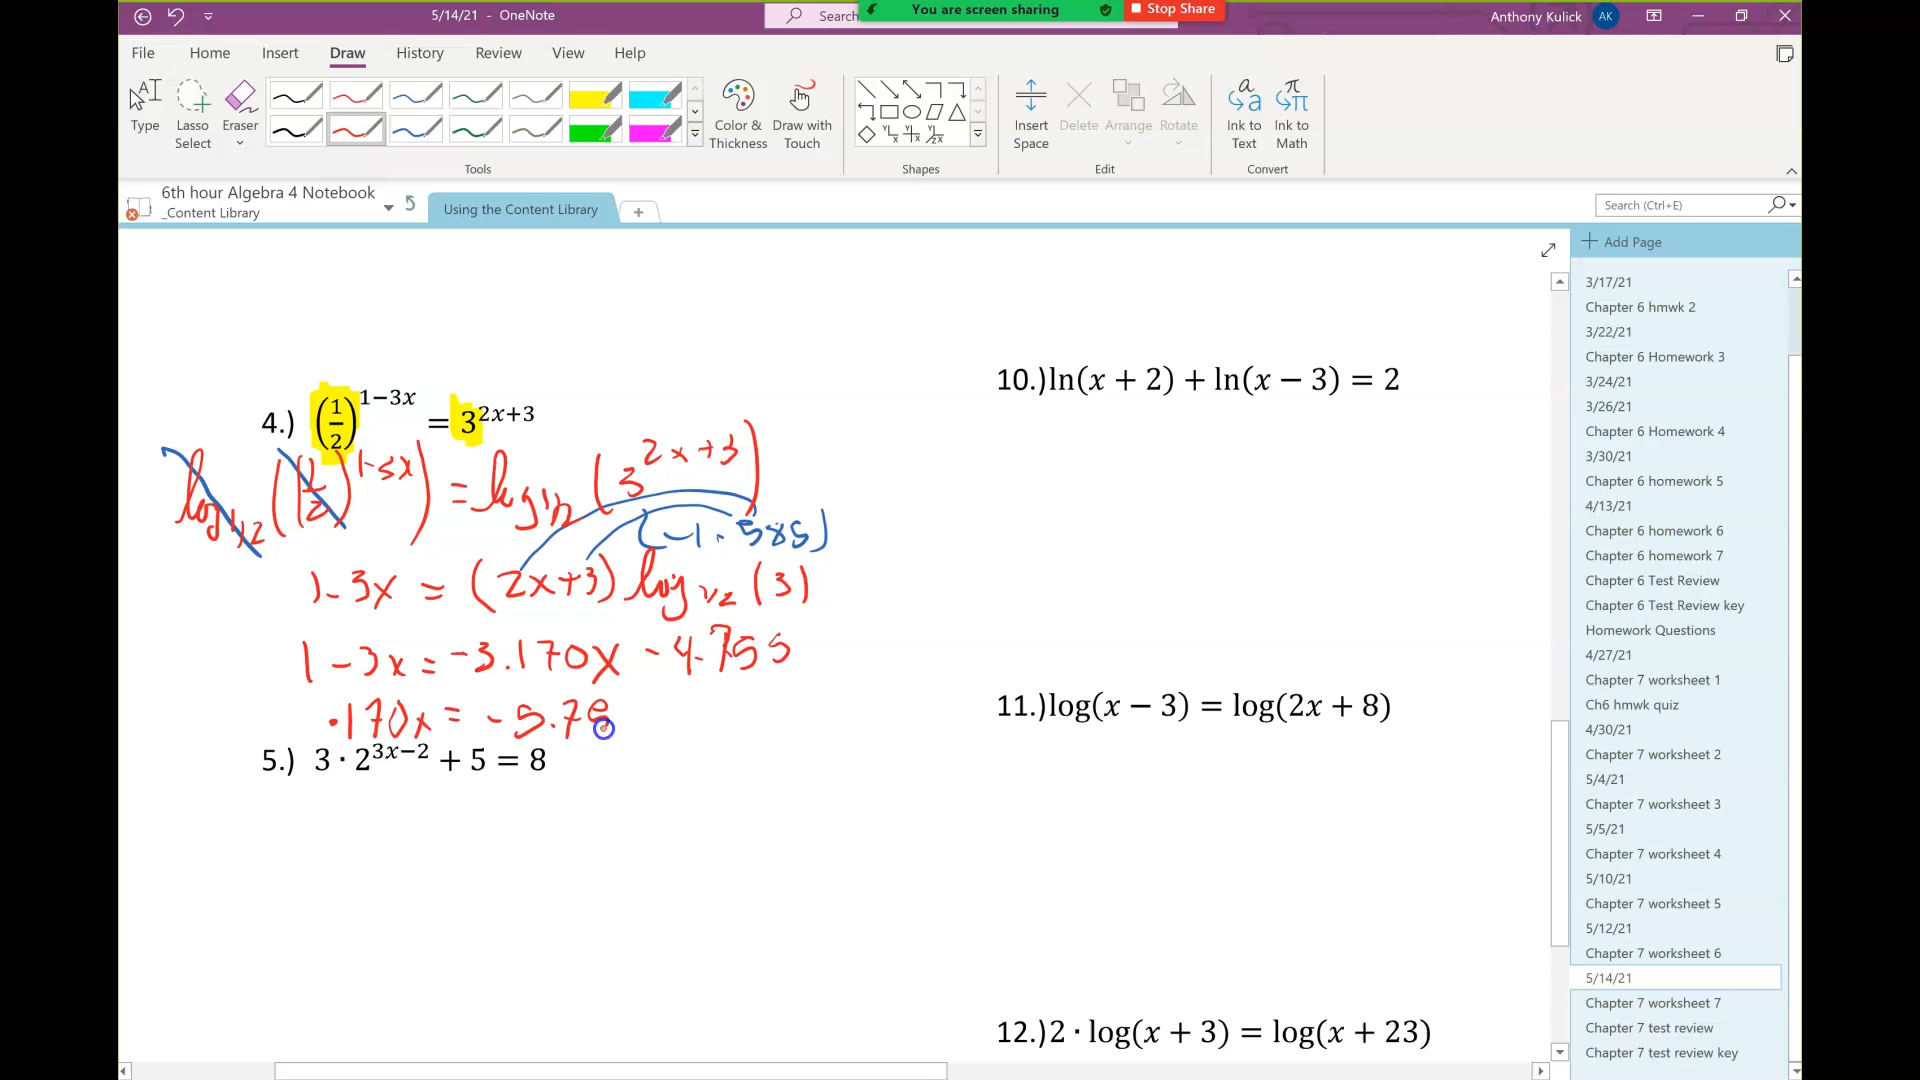 5/14/21 - OneNote
Search
You are screen sharing
Stop Share
Anthony Kulick AK
File Home Insert Draw History Review View Help
Type
Lasso Select
Eraser
Color & Thickness
Draw with Touch
Insert Space
Delete
Arrange
Rotate
Ink to Text
Ink to Math
Tools
Shapes
Edit
Convert
6th hour Algebra 4 Notebook
_Content Library
Using the Content Library
+
Search (Ctrl+E)
Add Page
3/17/21
Chapter 6 hmwk 2
3/22/21
Chapter 6 Homework 3
3/24/21
3/26/21
Chapter 6 Homework 4
3/30/21
Chapter 6 homework 5
4/13/21
Chapter 6 homework 6
Chapter 6 homework 7
Chapter 6 Test Review
Chapter 6 Test Review key
Homework Questions
4/27/21
Chapter 7 worksheet 1
Ch6 hmwk quiz
4/30/21
Chapter 7 worksheet 2
5/4/21
Chapter 7 worksheet 3
5/5/21
Chapter 7 worksheet 4
5/10/21
Chapter 7 worksheet 5
5/12/21
Chapter 7 worksheet 6
5/14/21
Chapter 7 worksheet 7
Chapter 7 test review
Chapter 7 test review key
4.) (1/2)^(1−3x) = 3^(2x+3)
log_1/2 ((1/2)^(1-3x)) = log_1/2 (3^(2x+3))
(-1.585)
1-3x = (2x+3) log_1/2 (3)
1-3x = -3.170x - 4.755
.170x = -5.75
5.) 3 · 2^(3x−2) + 5 = 8
10.) ln(x + 2) + ln(x − 3) = 2
11.) log(x − 3) = log(2x + 8)
12.) 2 · log(x + 3) = log(x + 23)